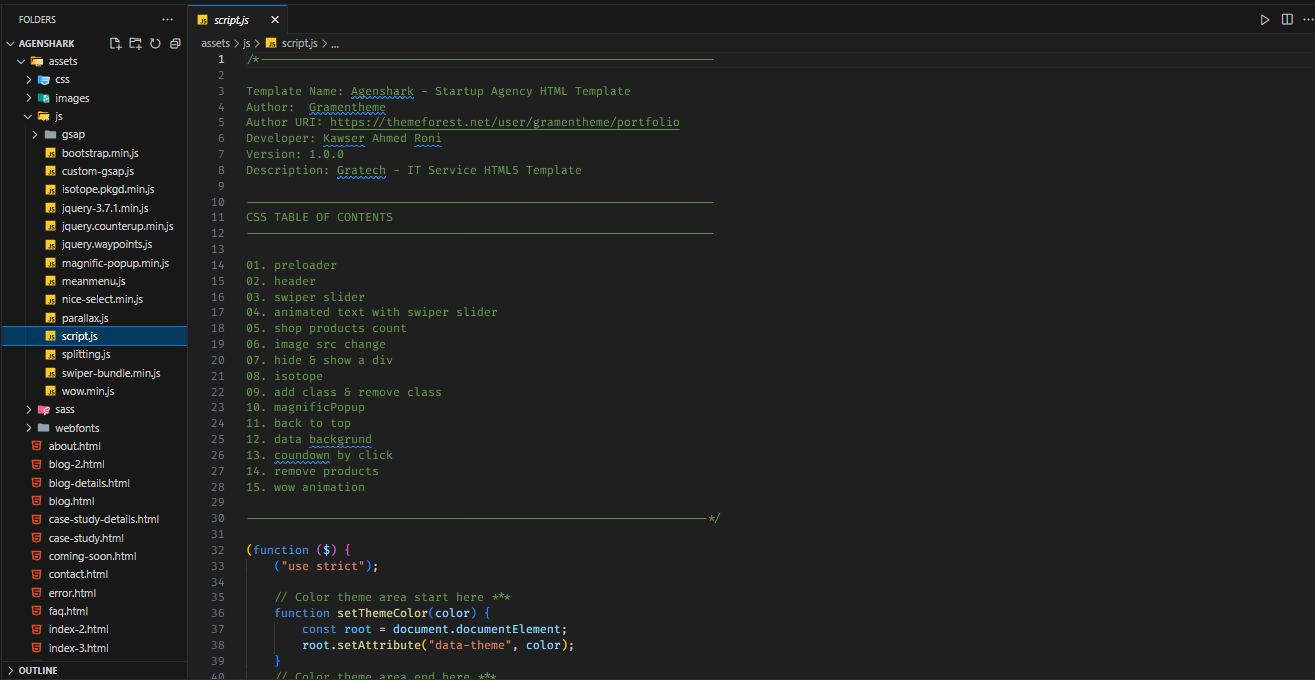 FOLDERS
AGENSHARK
assets
css
images
js
gsap
bootstrap.min.js
custom-gsap.js
isotope.pkgd.min.js
jquery-3.7.1.min.js
jquery.counterup.min.js
jquery.waypoints.js
magnific-popup.min.js
meanmenu.js
nice-select.min.js
parallax.js
script.js
splitting.js
swiper-bundle.min.js
wow.min.js
sass
webfonts
about.html
blog-2.html
blog-details.html
blog.html
case-study-details.html
case-study.html
coming-soon.html
contact.html
error.html
faq.html
index-2.html
index-3.html
OUTLINE
script.js
assets > js > script.js > ...
1 /*
2
3 Template Name: Agenshark - Startup Agency HTML Template
4 Author:  Gramentheme
5 Author URI: https://themeforest.net/user/gramentheme/portfolio
6 Developer: Kawser Ahmed Roni
7 Version: 1.0.0
8 Description: Gratech - IT Service HTML5 Template
9
10
11 CSS TABLE OF CONTENTS
12
13
14 01. preloader
15 02. header
16 03. swiper slider
17 04. animated text with swiper slider
18 05. shop products count
19 06. image src change
20 07. hide & show a div
21 08. isotope
22 09. add class & remove class
23 10. magnificPopup
24 11. back to top
25 12. data backgrund
26 13. coundown by click
27 14. remove products
28 15. wow animation
29
30 */
31
32 (function ($) {
33 ("use strict");
34
35 // Color theme area start here ***
36 function setThemeColor(color) {
37 const root = document.documentElement;
38 root.setAttribute("data-theme", color);
39 }
40 // Color theme area end here ***